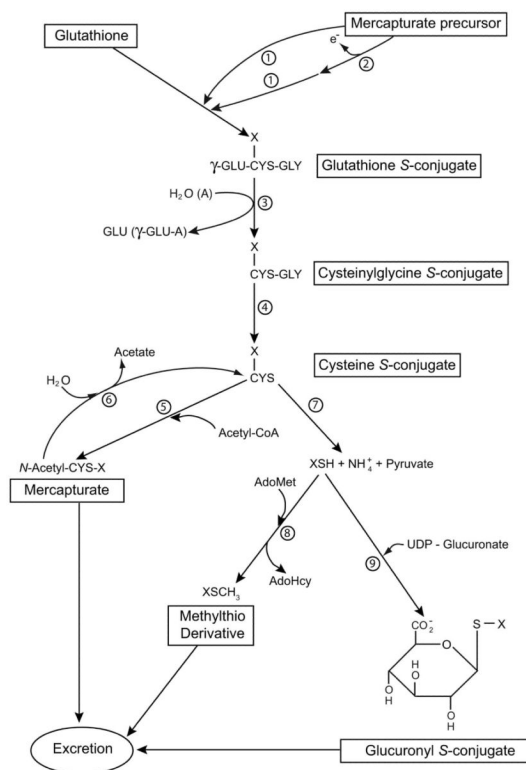 Mercapturate precursor
Glutathione
e-
①
②
①
X
γ-GLU-CYS-GLY
Glutathione S-conjugate
H₂O (A)
③
GLU (γ-GLU-A)
X
CYS-GLY
Cysteinylglycine S-conjugate
④
X
CYS
Cysteine S-conjugate
Acetate
H₂O
⑥
⑤
⑦
Acetyl-CoA
N-Acetyl-CYS-X
Mercapturate
XSH + NH₄⁺ + Pyruvate
AdoMet
⑧
UDP - Glucuronate
⑨
AdoHcy
XSCH₃
Methylthio
Derivative
CO₂⁻
S
X
O
H
O
O
H
O
H
O
H
Excretion
Glucuronyl S-conjugate